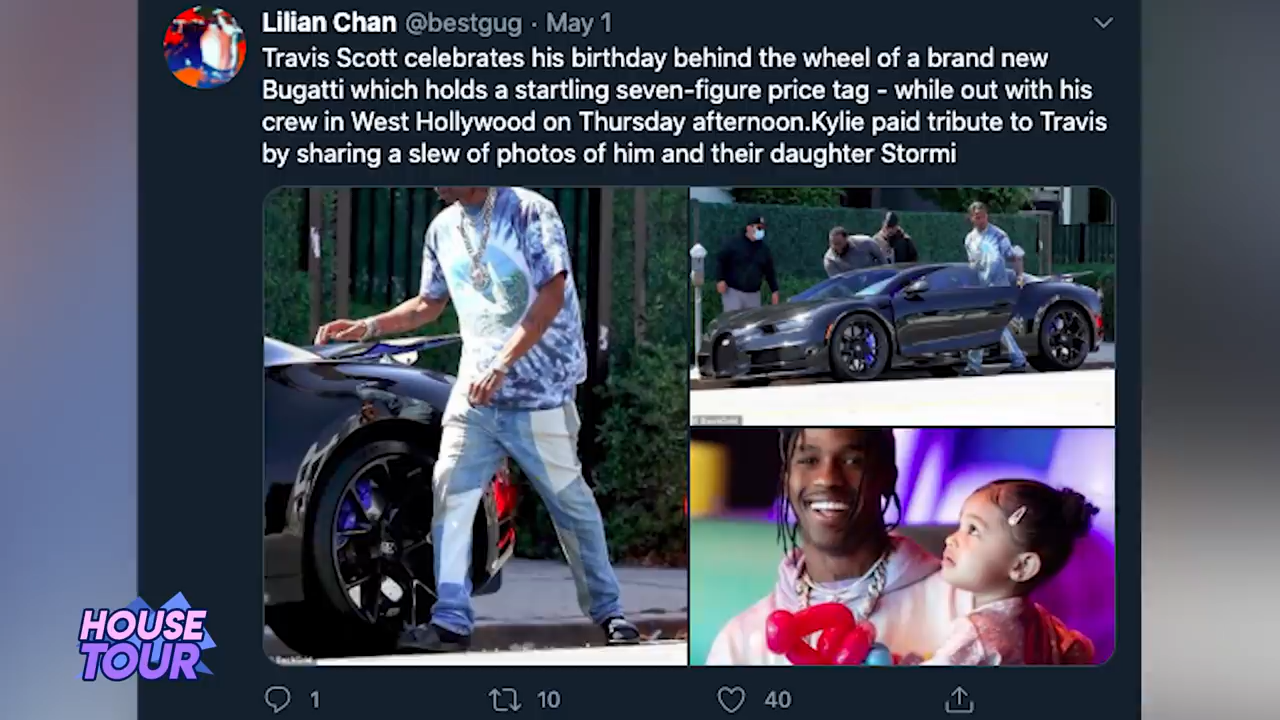 Lilian Chan @bestgug · May 1
Travis Scott celebrates his birthday behind the wheel of a brand new
Bugatti which holds a startling seven-figure price tag - while out with his
crew in West Hollywood on Thursday afternoon.Kylie paid tribute to Travis
by sharing a slew of photos of him and their daughter Stormi
HOUSE
TOUR
1 10 40